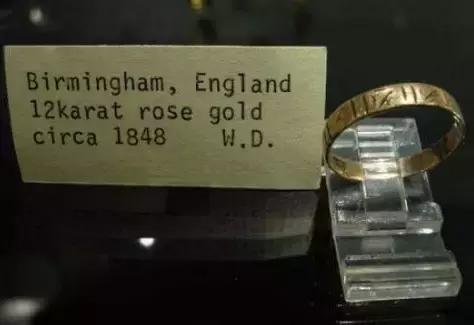 Birmingham, England
12karat rose gold
circa 1848 W.D.